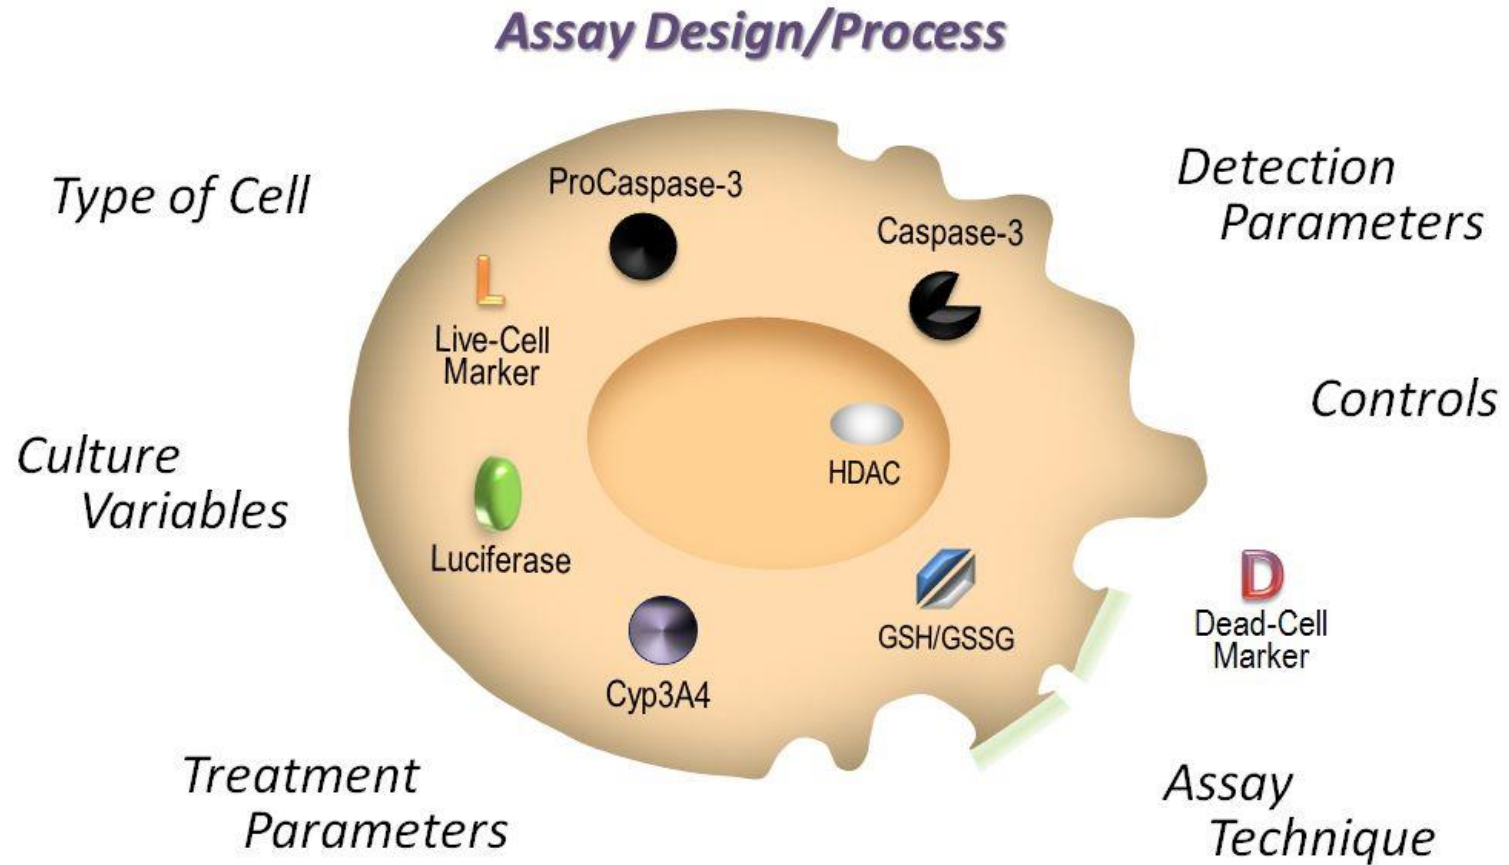 Assay Design/Process
Type of Cell
Detection
Parameters
ProCaspase-3
Caspase-3
L
Live-Cell
Marker
Controls
HDAC
Culture
Variables
Luciferase
GSH/GSSG
D
Dead-Cell
Marker
Cyp3A4
Treatment
Parameters
Assay
Technique